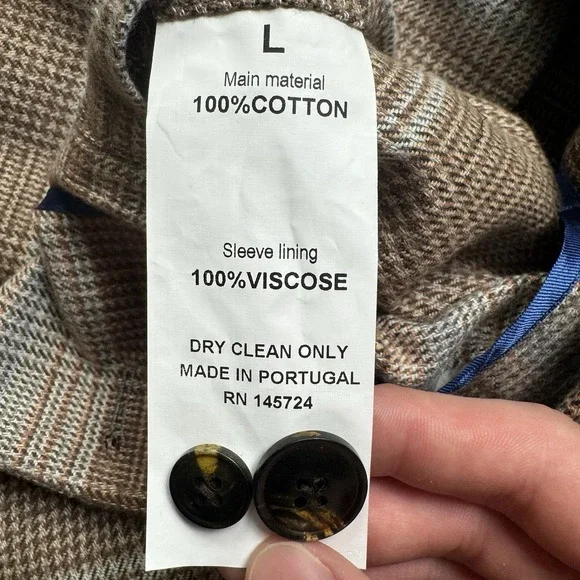 L
Main material
100%COTTON
Sleeve lining
100%VISCOSE
DRY CLEAN ONLY
MADE IN PORTUGAL
RN 145724